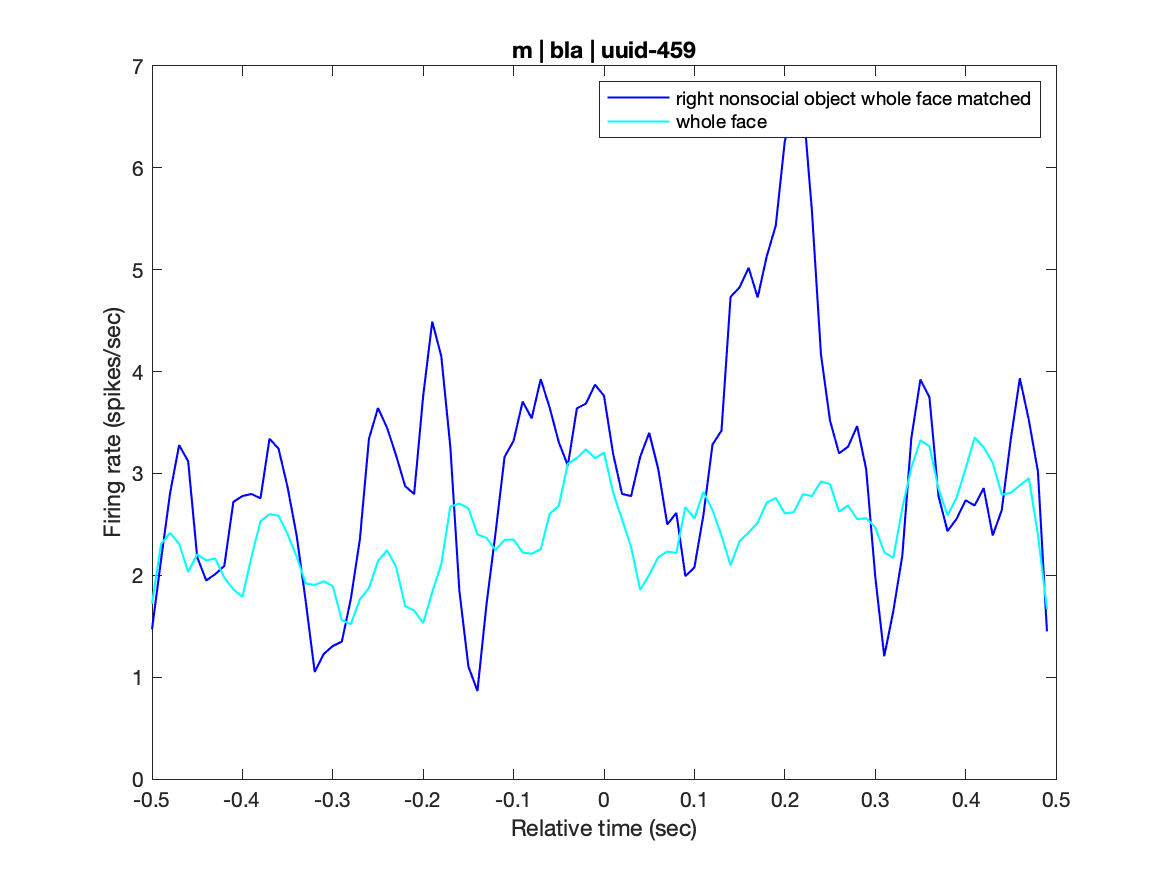 m | bla | uuid-459
7
right nonsocial object whole face matched
whole face
6
5
4
3
2
1
0
Firing rate (spikes/sec)
-0.5 -0.4 -0.3 -0.2 -0.1 0 0.1 0.2 0.3 0.4 0.5
Relative time (sec)